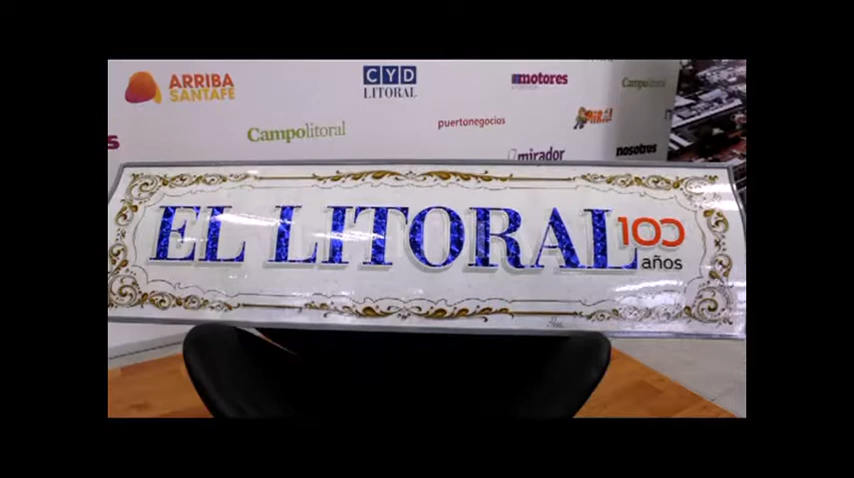 ARRIBA
SANTAFE
CYD
LITORAL
motores
Campolitoral
Campolitoral
puertonegocios
mirador
nosotros
EL LITORAL
100
años